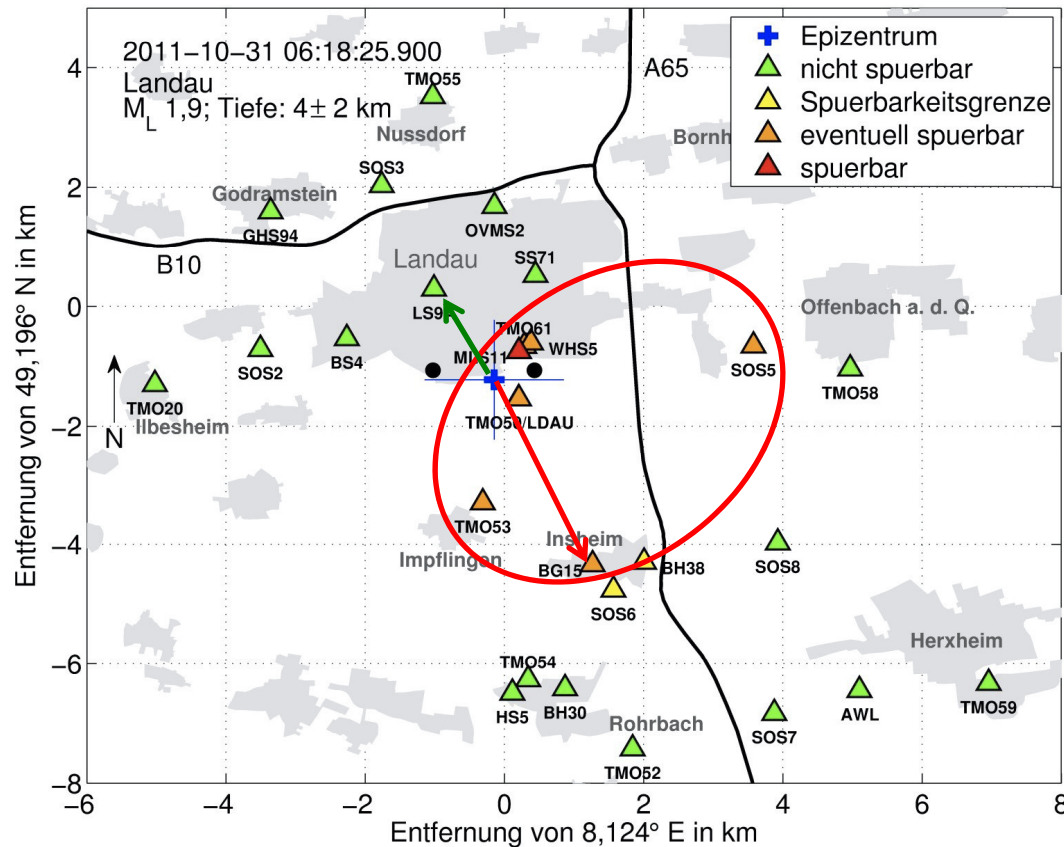 2011−10−31 06:18:25.900
Landau
M_L 1,9; Tiefe: 4± 2 km
Epizentrum
nicht spuerbar
Spuerbarkeitsgrenze
eventuell spuerbar
spuerbar
A65
TMO55
Nussdorf
SOS3
Godramstein
GHS94
B10
OVMS2
Landau
SS71
Offenbach a. d. Q.
TMO61
WHS5
SOS2
BS4
SOS5
TMO58
TMO20
Ilbesheim
N
TMO50/LDAU
TMO53
Impflingen
Insheim
BG15
BH38
SOS6
SOS8
Herxheim
TMO54
HS5
BH30
Rohrbach
TMO52
SOS7
AWL
TMO59
4
2
0
−2
−4
−6
−8
−6
−4
−2
0
2
4
6
8
Entfernung von 49,196° N in km
Entfernung von 8,124° E in km